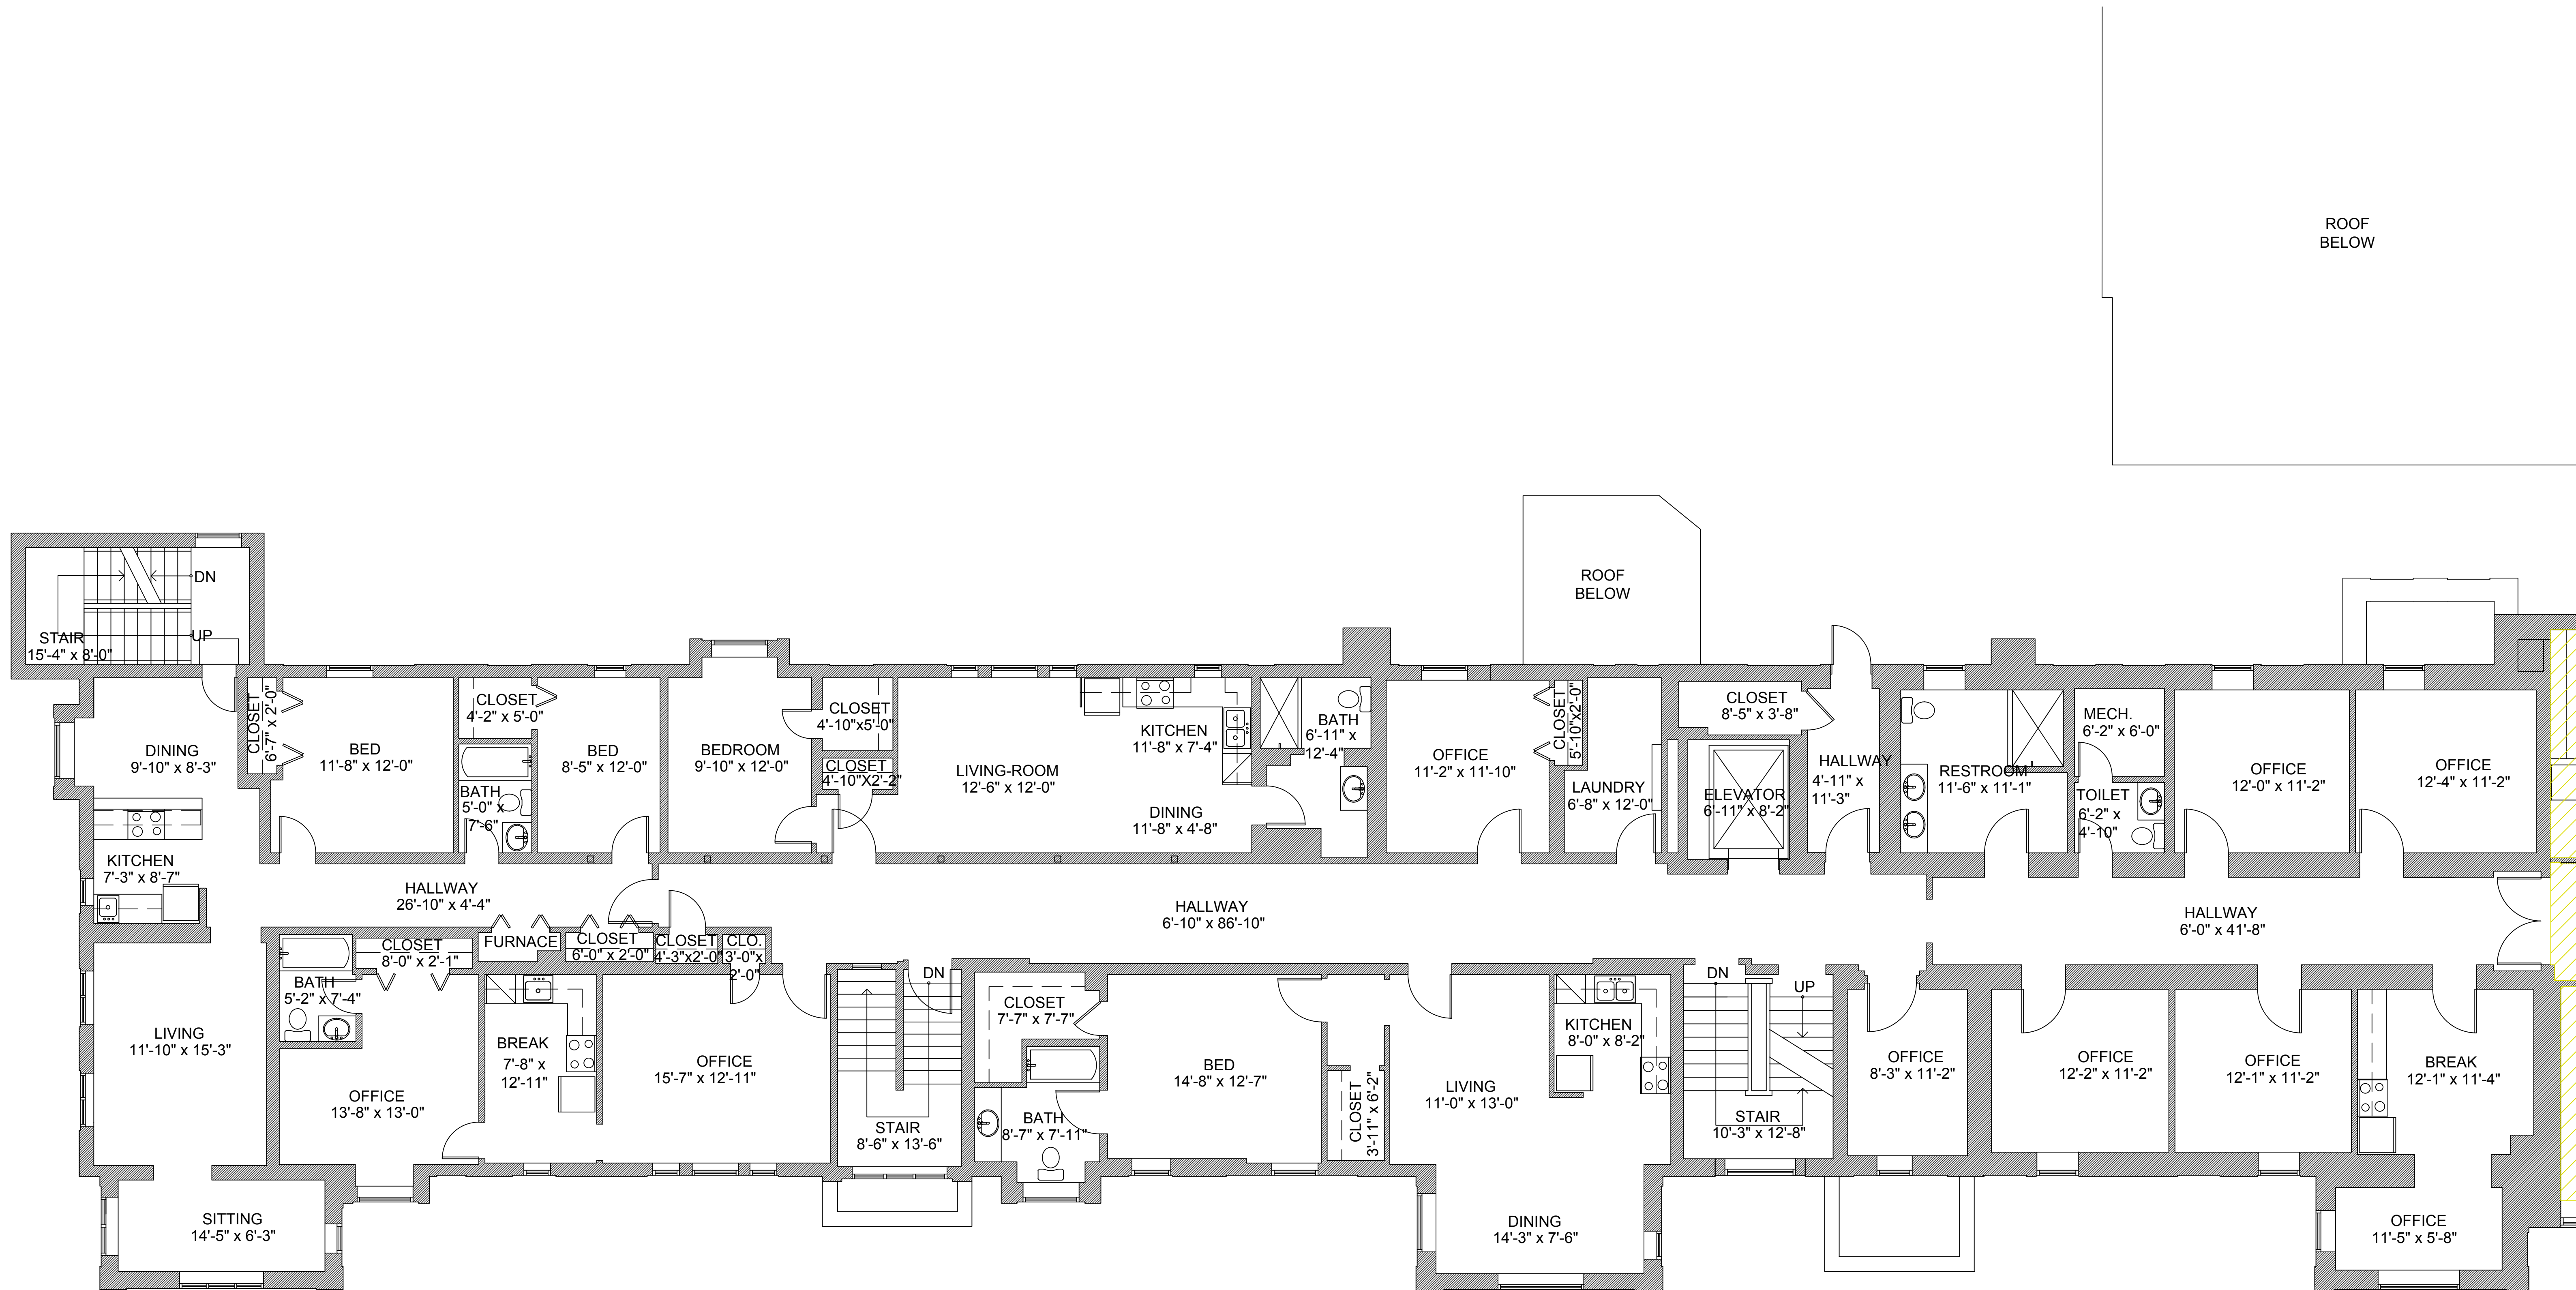 ROOF
BELOW
ROOF
BELOW
DN
UP
STAIR
15'-4" x 8'-0"
CLOSET
6'-7" x 2'-0"
DINING
9'-10" x 8'-3"
BED
11'-8" x 12'-0"
CLOSET
4'-2" x 5'-0"
BATH
5'-0" x
7'-6"
BED
8'-5" x 12'-0"
BEDROOM
9'-10" x 12'-0"
CLOSET
4'-10"x5'-0"
CLOSET
4'-10"X2'-2"
LIVING-ROOM
12'-6" x 12'-0"
KITCHEN
11'-8" x 7'-4"
DINING
11'-8" x 4'-8"
BATH
6'-11" x
12'-4"
OFFICE
11'-2" x 11'-10"
CLOSET
5'-10"x2'-0"
LAUNDRY
6'-8" x 12'-0"
CLOSET
8'-5" x 3'-8"
ELEVATOR
6'-11" x 8'-2"
HALLWAY
4'-11" x
11'-3"
RESTROOM
11'-6" x 11'-1"
MECH.
6'-2" x 6'-0"
TOILET
6'-2" x
4'-10"
OFFICE
12'-0" x 11'-2"
OFFICE
12'-4" x 11'-2"
KITCHEN
7'-3" x 8'-7"
HALLWAY
26'-10" x 4'-4"
HALLWAY
6'-10" x 86'-10"
HALLWAY
6'-0" x 41'-8"
FURNACE
CLOSET
8'-0" x 2'-1"
CLOSET
6'-0" x 2'-0"
CLOSET
4'-3"x2'-0"
CLO.
3'-0"x
2'-0"
BATH
5'-2" x 7'-4"
LIVING
11'-10" x 15'-3"
OFFICE
13'-8" x 13'-0"
BREAK
7'-8" x
12'-11"
OFFICE
15'-7" x 12'-11"
DN
STAIR
8'-6" x 13'-6"
CLOSET
7'-7" x 7'-7"
BATH
8'-7" x 7'-11"
BED
14'-8" x 12'-7"
CLOSET
3'-11" x 6'-2"
LIVING
11'-0" x 13'-0"
KITCHEN
8'-0" x 8'-2"
DN
UP
STAIR
10'-3" x 12'-8"
OFFICE
8'-3" x 11'-2"
OFFICE
12'-2" x 11'-2"
OFFICE
12'-1" x 11'-2"
BREAK
12'-1" x 11'-4"
SITTING
14'-5" x 6'-3"
DINING
14'-3" x 7'-6"
OFFICE
11'-5" x 5'-8"